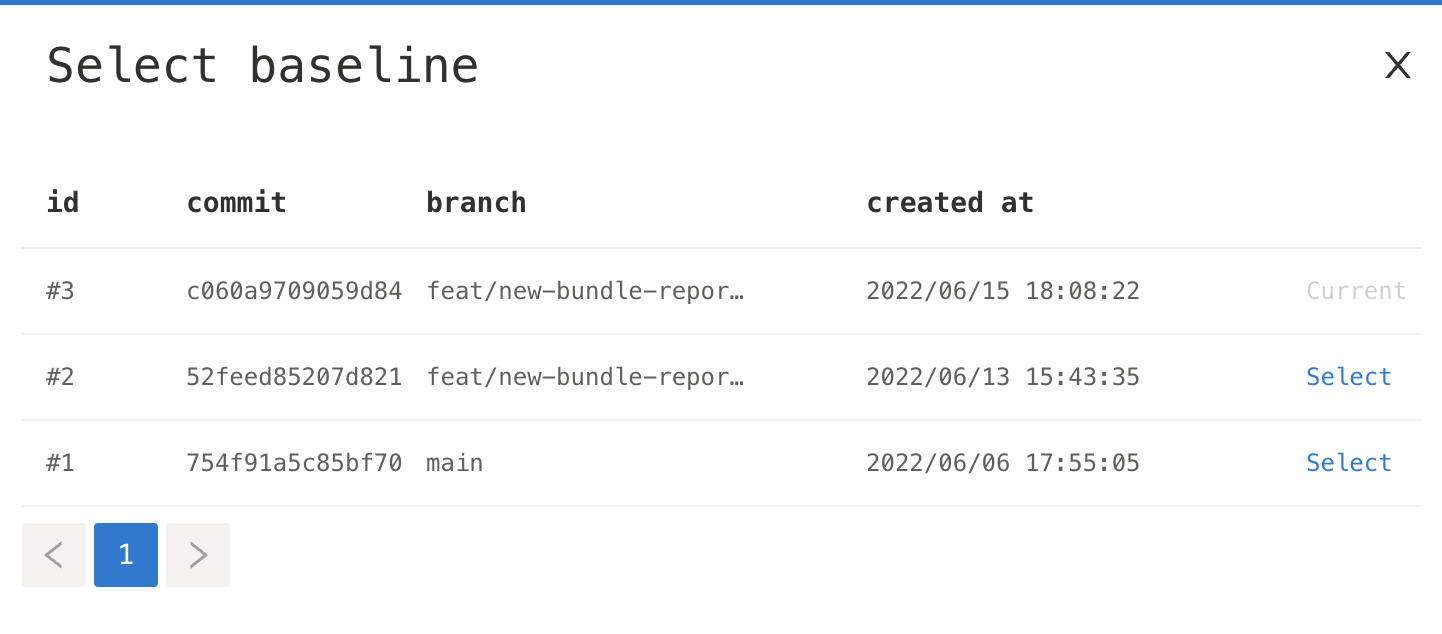 Select baseline X
id commit branch created at
#3 c060a9709059d84 feat/new-bundle-repor… 2022/06/15 18:08:22 Current
#2 52feed85207d821 feat/new-bundle-repor… 2022/06/13 15:43:35 Select
#1 754f91a5c85bf70 main 2022/06/06 17:55:05 Select
< 1 >